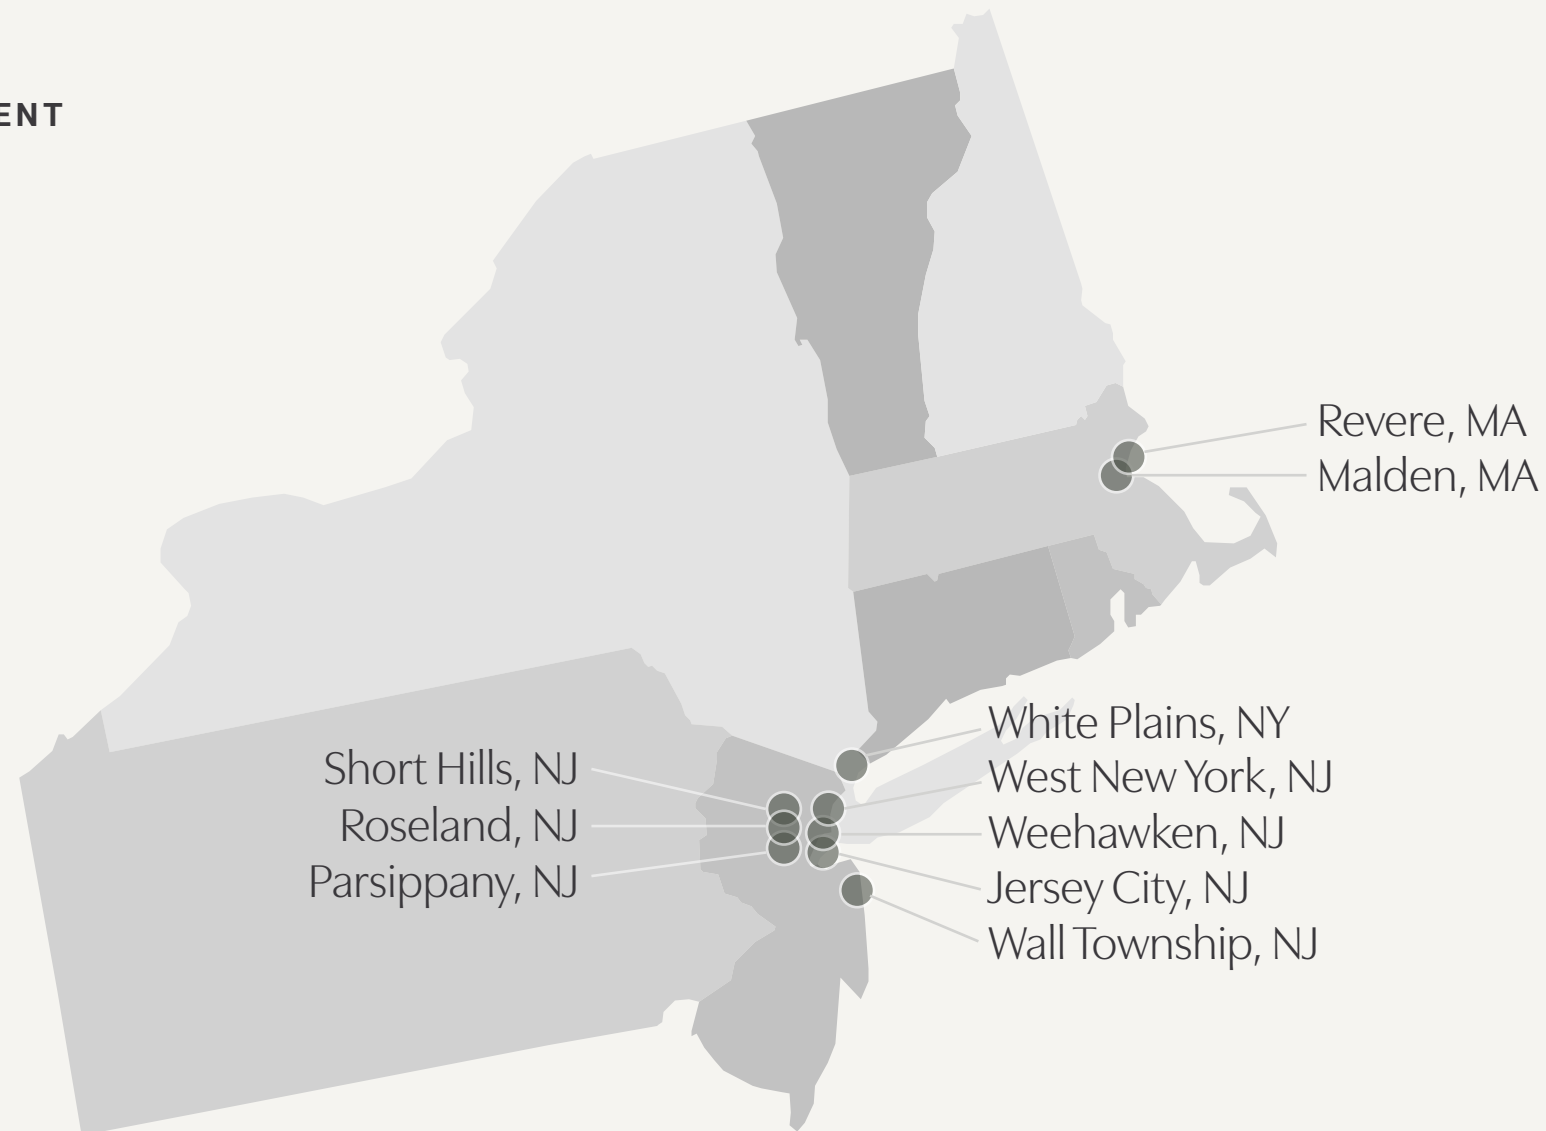 ENT
Revere, MA
Malden, MA
White Plains, NY
West New York, NJ
Weehawken, NJ
Jersey City, NJ
Wall Township, NJ
Short Hills, NJ
Roseland, NJ
Parsippany, NJ